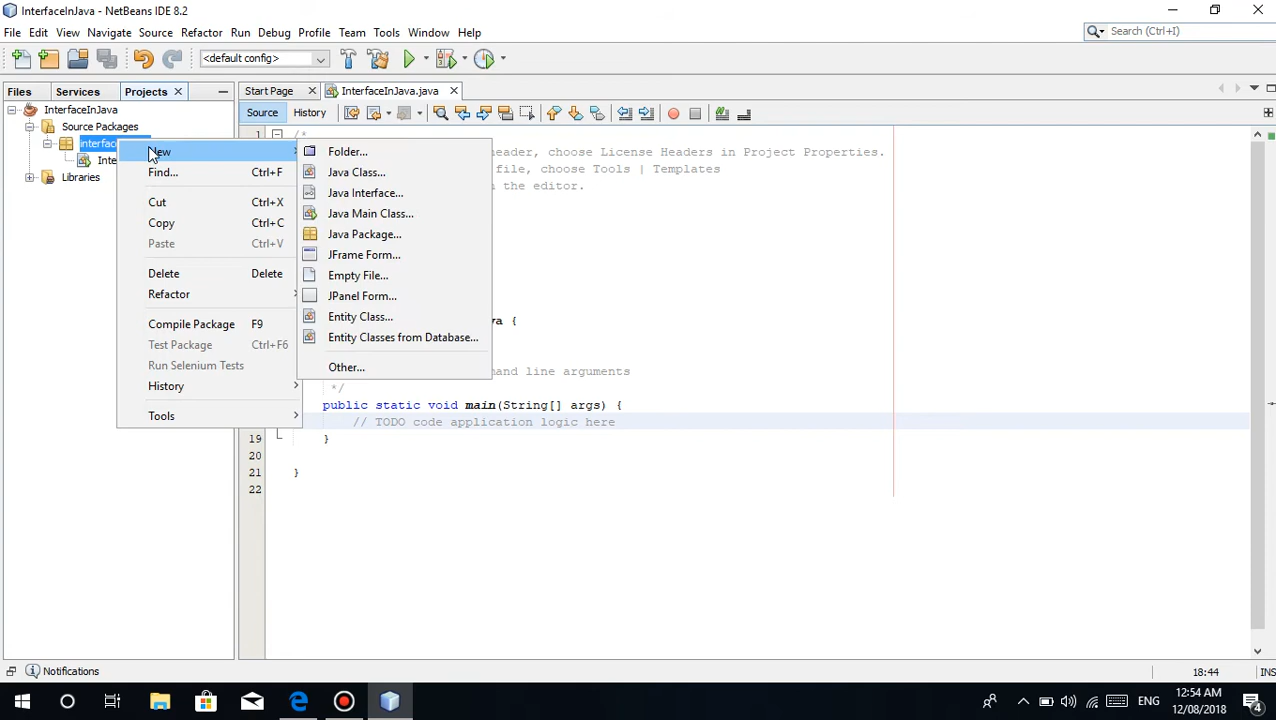 InterfaceInJava - NetBeans IDE 8.2
File Edit View Navigate Source Refactor Run Debug Profile Team Tools Window Help
Search (Ctrl+I)
<default config>
Files Services Projects
Start Page InterfaceInJava.java
InterfaceInJava
Source Packages
Libraries
Source History
1 /*
header, choose License Headers in Project Properties.
file, choose Tools | Templates
in the editor.
{
and line arguments
*/
public static void main(String[] args) {
// TODO code application logic here
19 }
20
21 }
22
New
Find... Ctrl+F
Cut Ctrl+X
Copy Ctrl+C
Paste Ctrl+V
Delete Delete
Refactor
Compile Package F9
Test Package Ctrl+F6
Run Selenium Tests
History
Tools
Folder...
Java Class...
Java Interface...
Java Main Class...
Java Package...
JFrame Form...
Empty File...
JPanel Form...
Entity Class...
Entity Classes from Database...
Other...
Notifications
18:44 INS
ENG
12:54 AM
12/08/2018
4